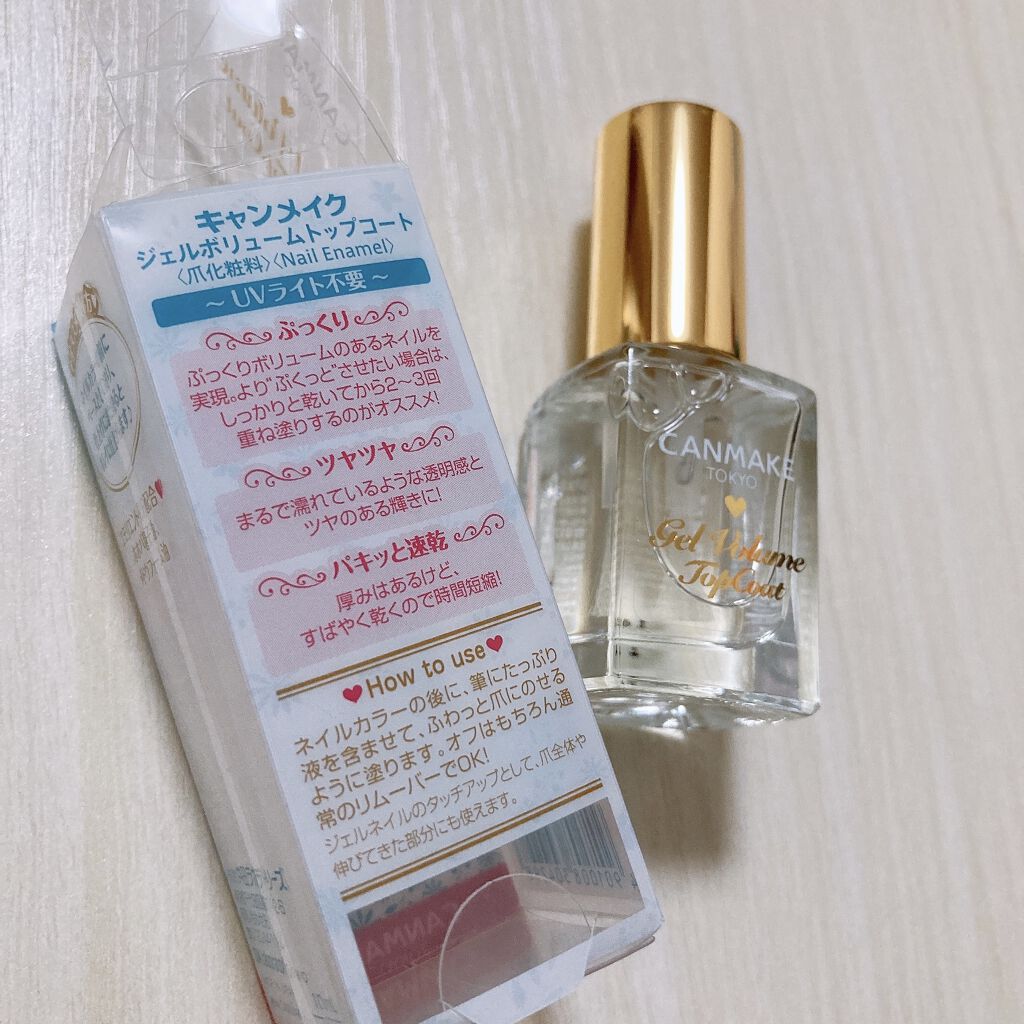 キャンメイク
ジェルボリュームトップコート
〈爪化粧料〉〈Nail Enamel〉
～UVライト不要～
ぷっくり
ぷっくりボリュームのあるネイルを
実現。より"ぷくっ"とさせたい場合は、
しっかりと乾いてから2～3回
重ね塗りするのがオススメ!
ツヤツヤ
まるで濡れているような透明感と
ツヤのある輝きに!
パキッと速乾
厚みはあるけど、
すばやく乾くので時間短縮!
How to use
ネイルカラーの後に、筆にたっぷり
液を含ませて、ふわっと爪にのせる
ように塗ります。オフはもちろん通
常のリムーバーでOK!
ジェルネイルのタッチアップとして、爪全体や
伸びてきた部分にも使えます。
CANMAKE
TOKYO
Gel Volume
TopCoat